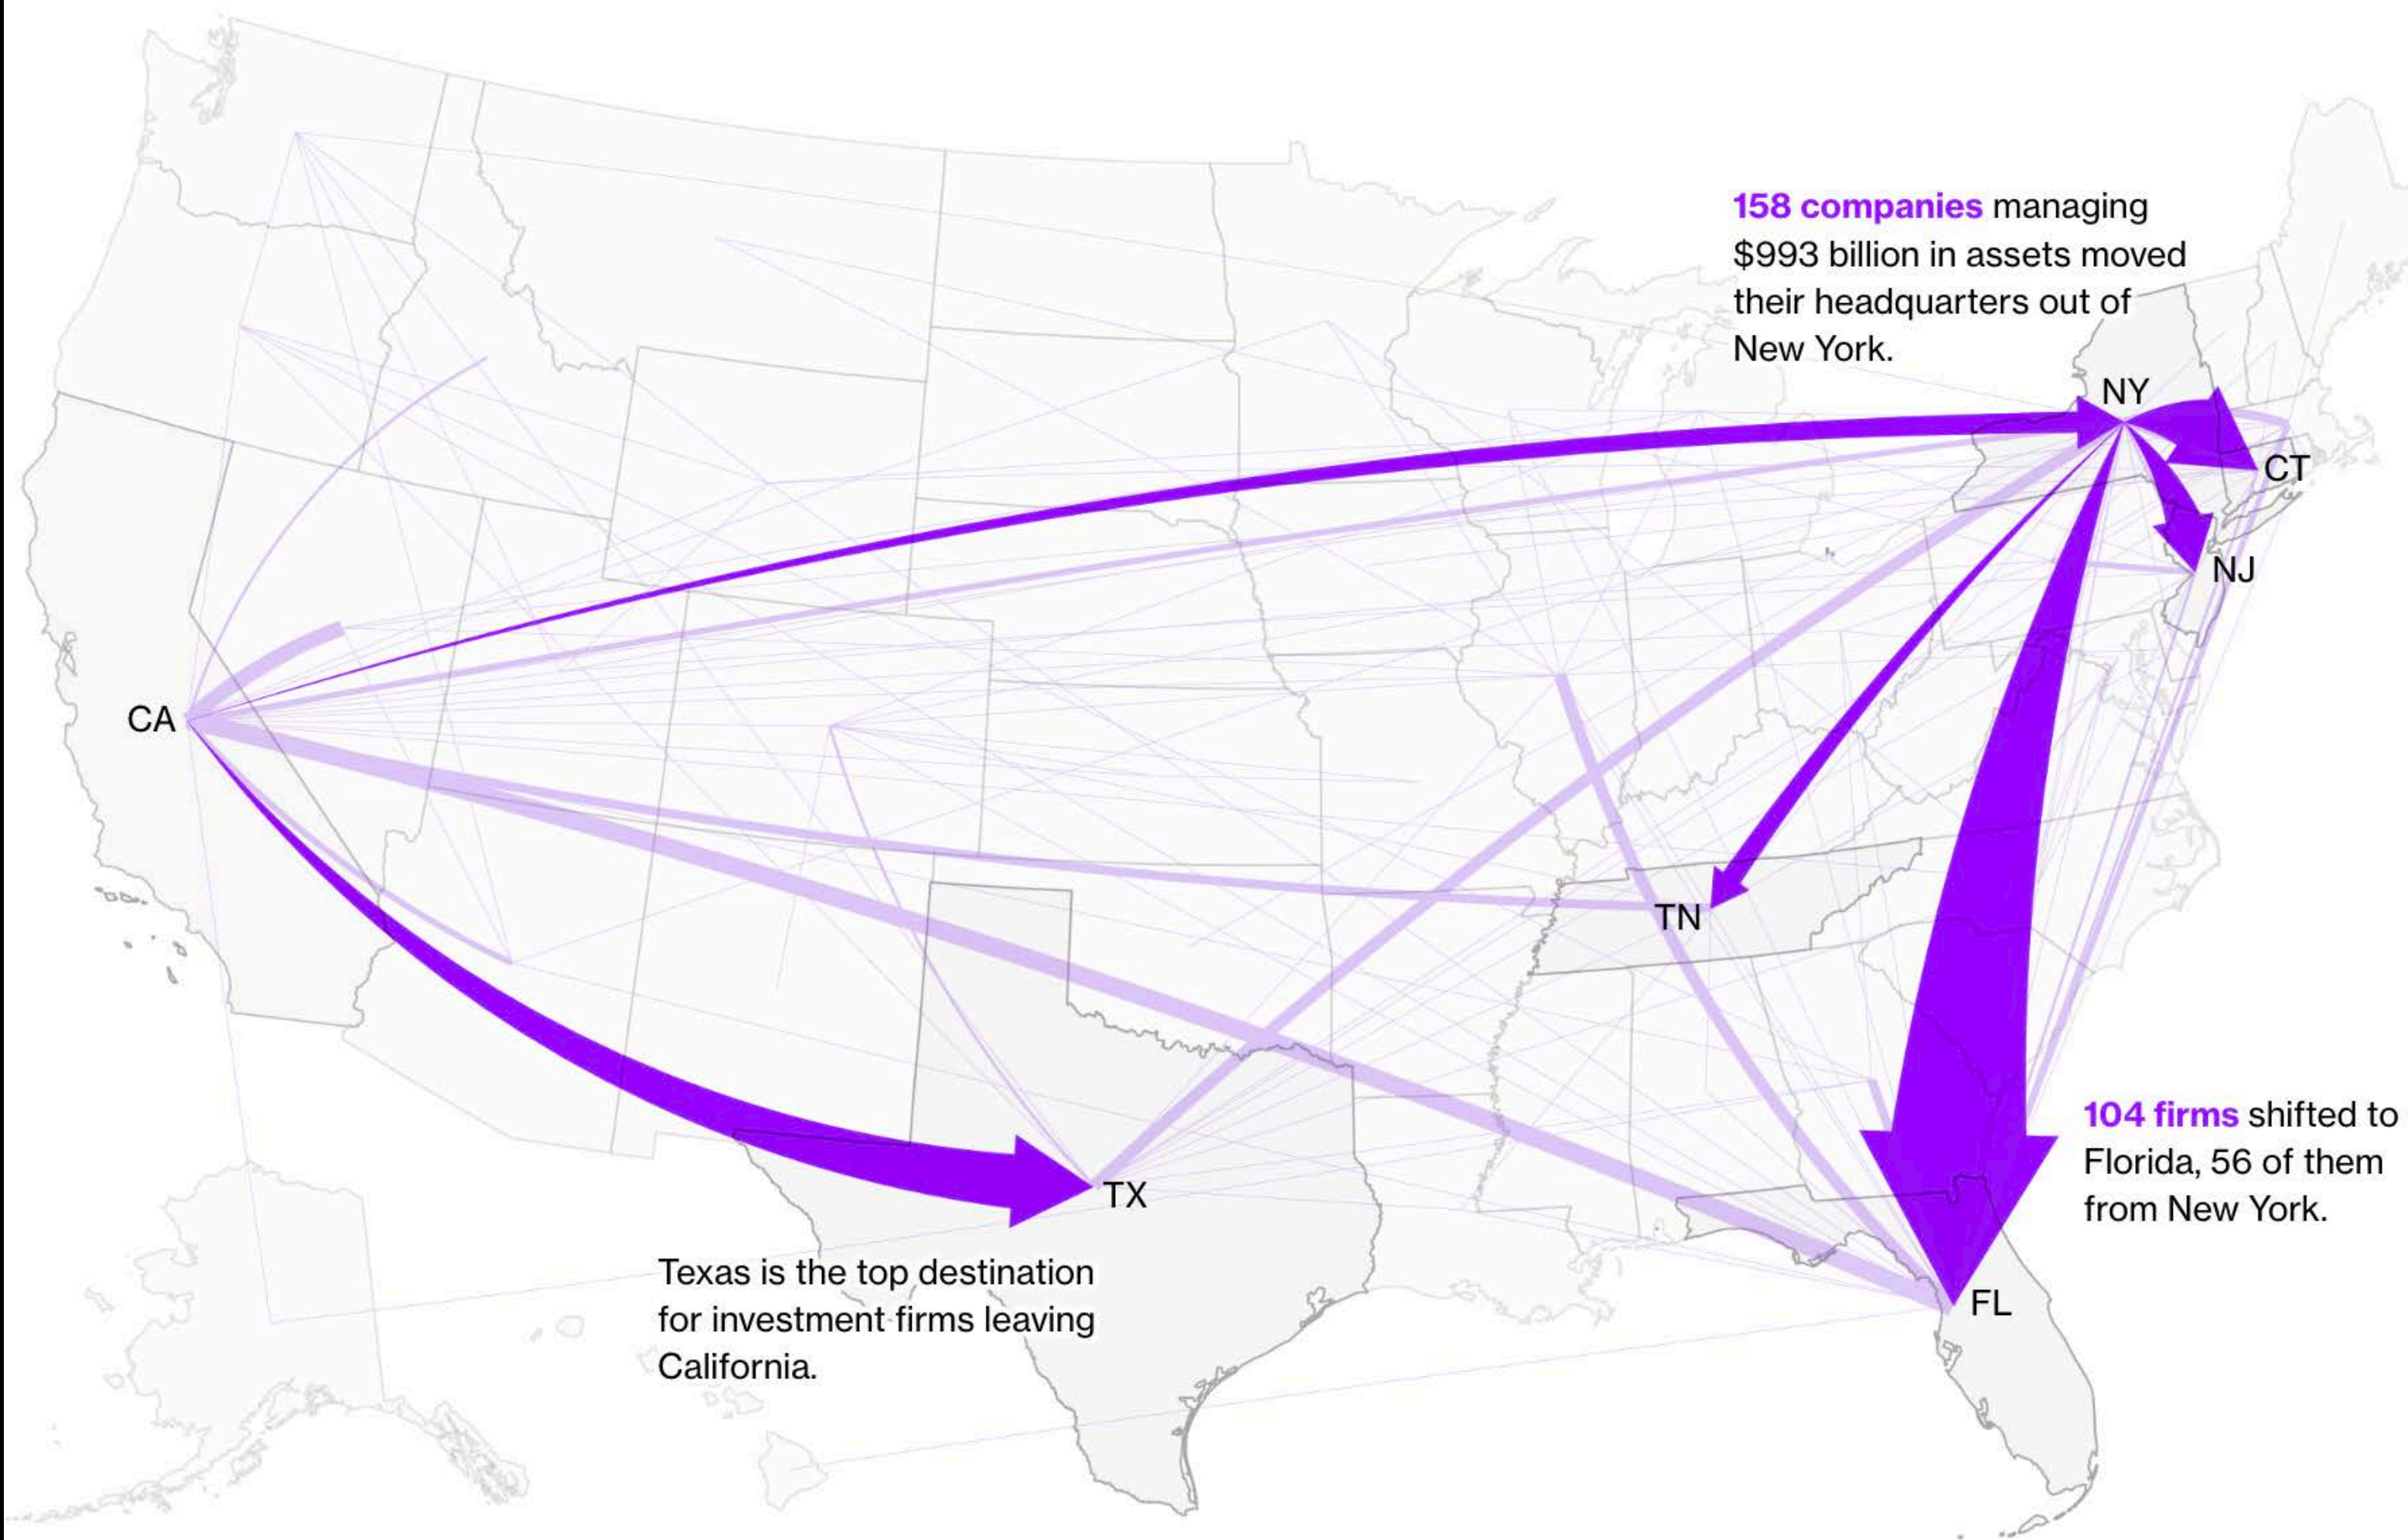 158 companies managing
$993 billion in assets moved
their headquarters out of
New York.
NY
CT
NJ
CA
TN
104 firms shifted to
Florida, 56 of them
from New York.
TX
Texas is the top destination
for investment firms leaving
California.
FL